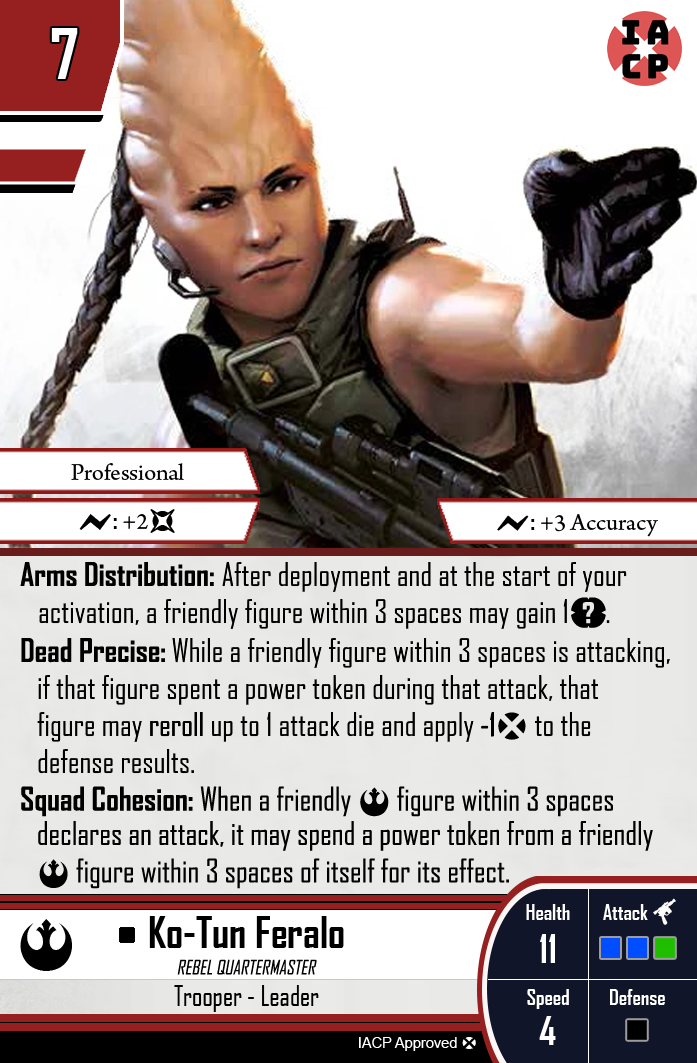 7
IA
CP
Professional
: +2
: +3 Accuracy
Arms Distribution: After deployment and at the start of your
activation, a friendly figure within 3 spaces may gain 1 ?.
Dead Precise: While a friendly figure within 3 spaces is attacking,
if that figure spent a power token during that attack, that
figure may reroll up to 1 attack die and apply -1 to the
defense results.
Squad Cohesion: When a friendly figure within 3 spaces
declares an attack, it may spend a power token from a friendly
figure within 3 spaces of itself for its effect.
Ko-Tun Feralo
REBEL QUARTERMASTER
Trooper - Leader
Health
11
Attack
Speed
4
Defense
IACP Approved